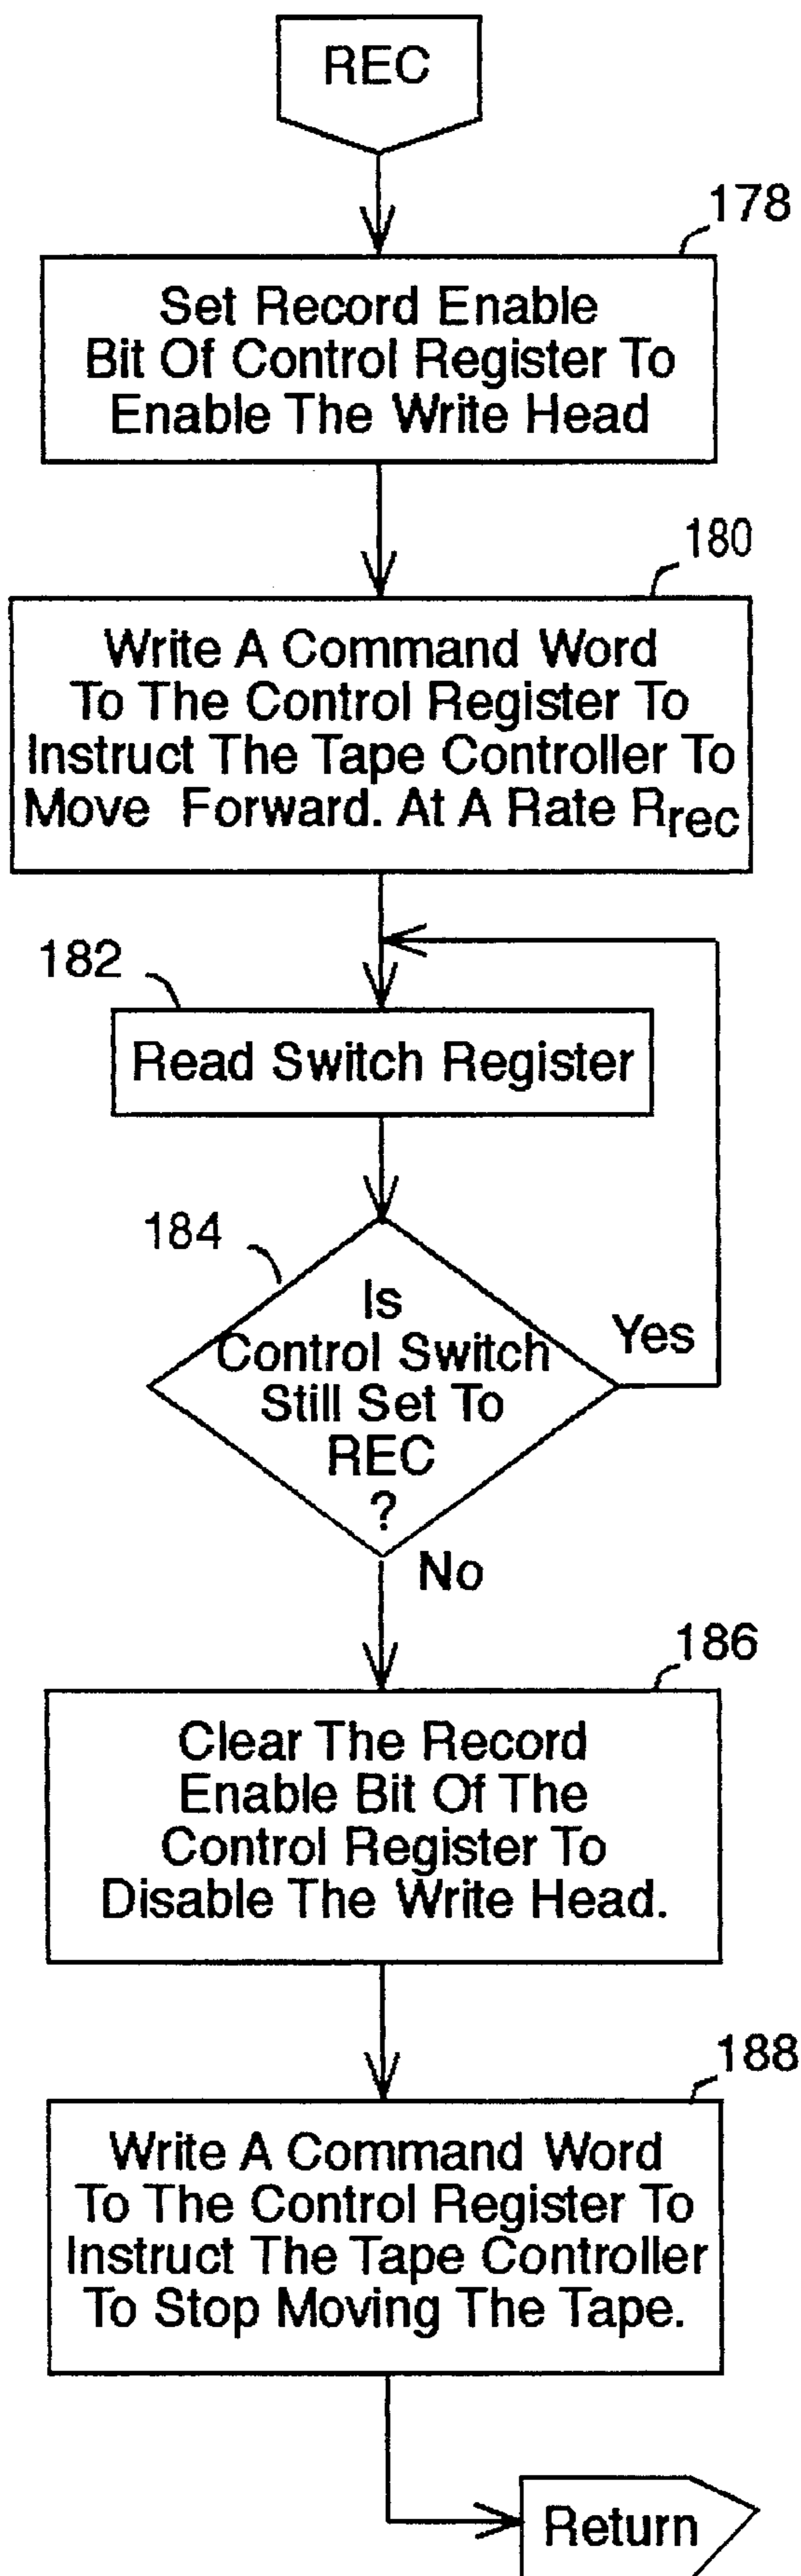 REC
178
Set Record Enable
Bit Of Control Register To
Enable The Write Head
180
Write A Command Word
To The Control Register To
Instruct The Tape Controller To
Move Forward. At A Rate Rrec
182
Read Switch Register
184
Is
Control Switch
Still Set To
REC
?
Yes
No
186
Clear The Record
Enable Bit Of The
Control Register To
Disable The Write Head.
188
Write A Command Word
To The Control Register To
Instruct The Tape Controller
To Stop Moving The Tape.
Return